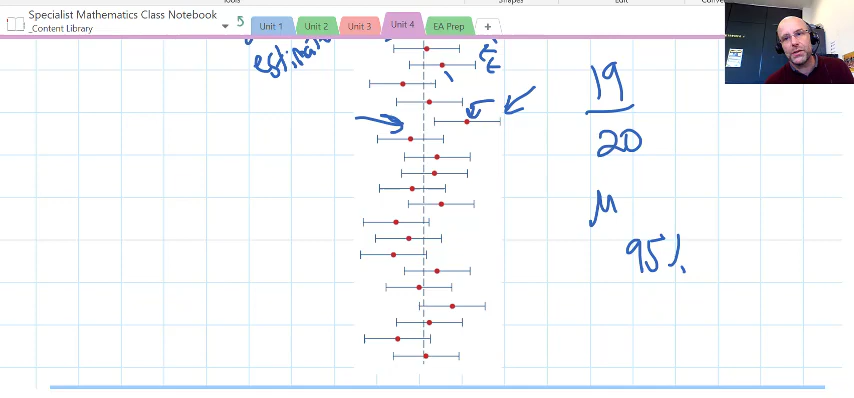 Specialist Mathematics Class Notebook
_Content Library
Unit 1
Unit 2
Unit 3
Unit 4
EA Prep
+
19
20
μ
95%